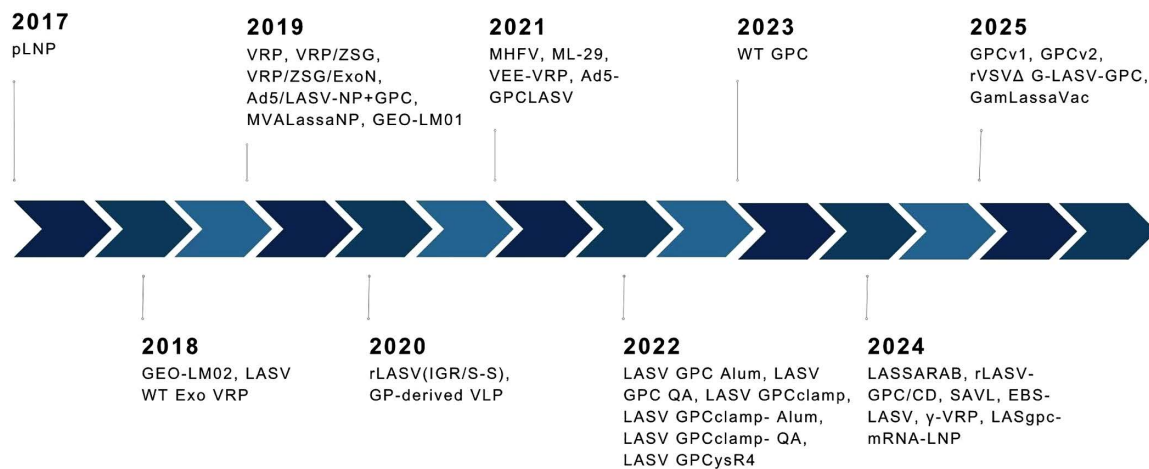 2017
pLNP
2019
VRP, VRP/ZSG,
VRP/ZSG/ExoN,
Ad5/LASV-NP+GPC,
MVALassaNP, GEO-LM01
2021
MHFV, ML-29,
VEE-VRP, Ad5-
GPCLASV
2023
WT GPC
2025
GPCv1, GPCv2,
rVSVΔ G-LASV-GPC,
GamLassaVac
2018
GEO-LM02, LASV
WT Exo VRP
2020
rLASV(IGR/S-S),
GP-derived VLP
2022
LASV GPC Alum, LASV
GPC QA, LASV GPCclamp,
LASV GPCclamp- Alum,
LASV GPCclamp- QA,
LASV GPCysR4
2024
LASSARAB, rLASV-
GPC/CD, SAVL, EBS-
LASV, γ-VRP, LASgpc-
mRNA-LNP